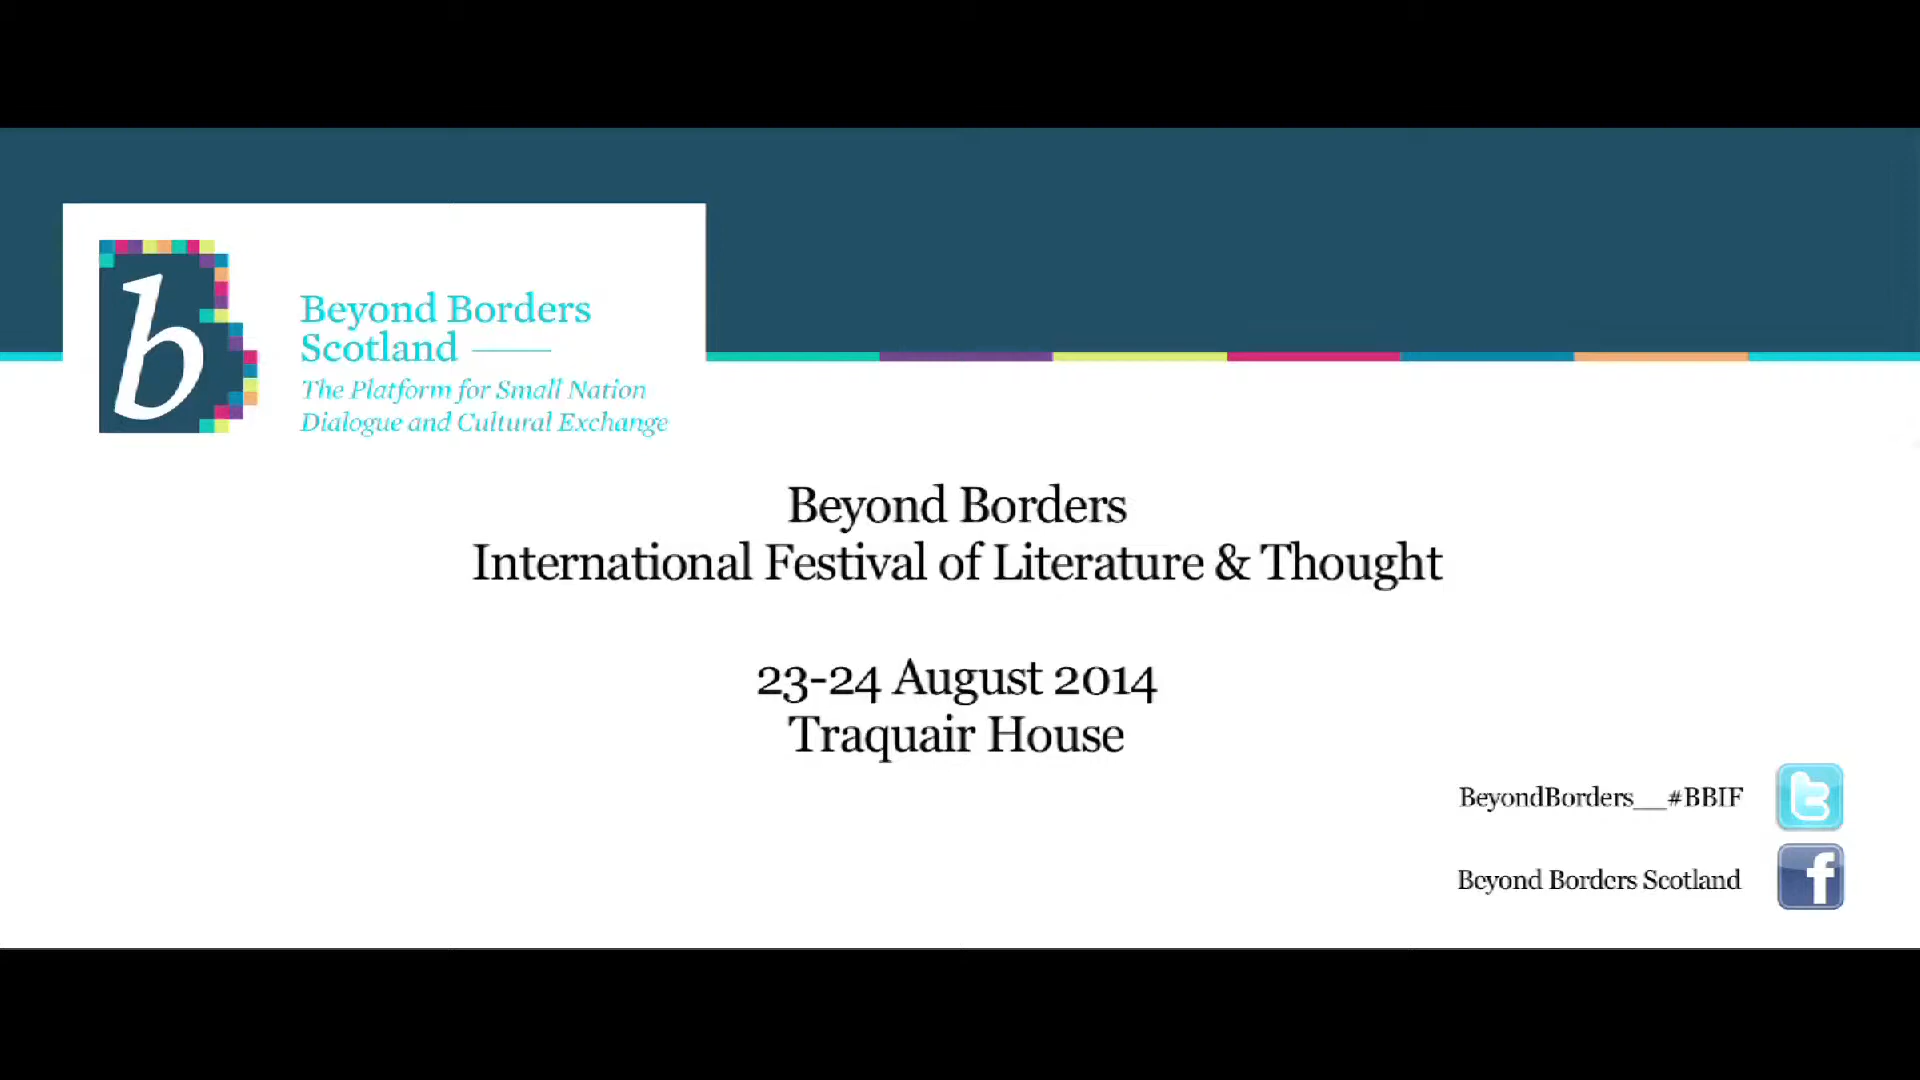 b
Beyond Borders
Scotland
The Platform for Small Nation
Dialogue and Cultural Exchange
Beyond Borders
International Festival of Literature & Thought
23-24 August 2014
Traquair House
BeyondBorders__#BBIF
t
Beyond Borders Scotland
f